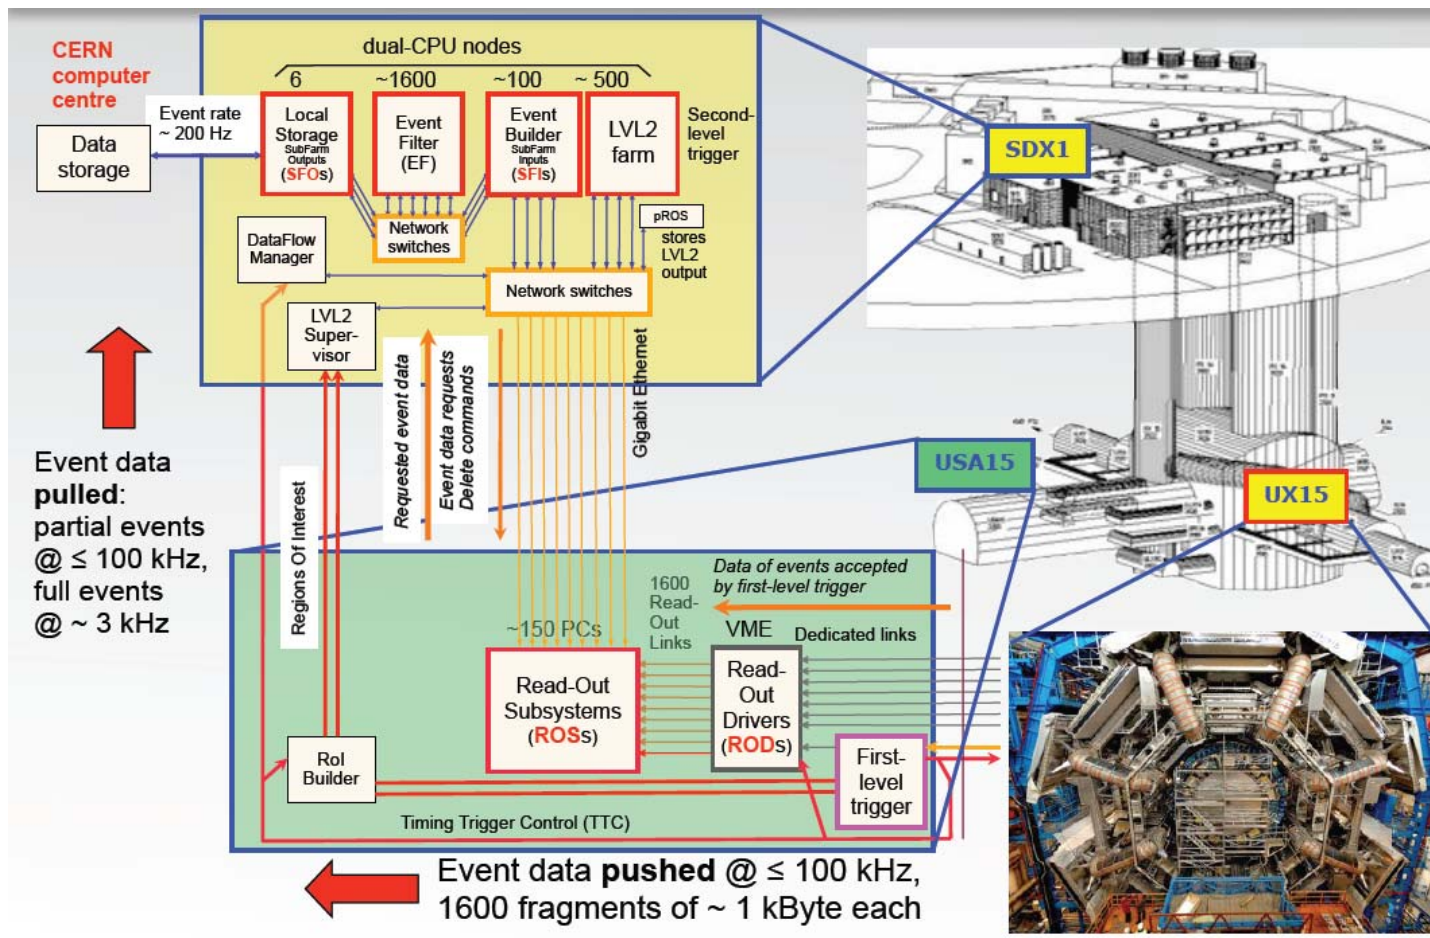 CERN
computer
centre
Data
storage
Event rate
~ 200 Hz
dual-CPU nodes
6
~1600
~100
~ 500
Local
Storage
SubFarm
Outputs
(SFOs)
Event
Filter
(EF)
Event
Builder
SubFarm
Inputs
(SFIs)
LVL2
farm
Second-
level
trigger
Network
switches
pROS
stores
LVL2
output
DataFlow
Manager
Network switches
LVL2
Super-
visor
SDX1
Requested event data
Event data requests
Delete commands
Gigabit Ethernet
USA15
UX15
Event data
pulled:
partial events
@ ≤ 100 kHz,
full events
@ ~ 3 kHz
Regions Of Interest
Data of events accepted
by first-level trigger
1600
Read-
Out
Links
~150 PCs
VME
Dedicated links
Read-Out
Subsystems
(ROSs)
Read-
Out
Drivers
(RODs)
First-
level
trigger
RoI
Builder
Timing Trigger Control (TTC)
Event data pushed @ ≤ 100 kHz,
1600 fragments of ~ 1 kByte each